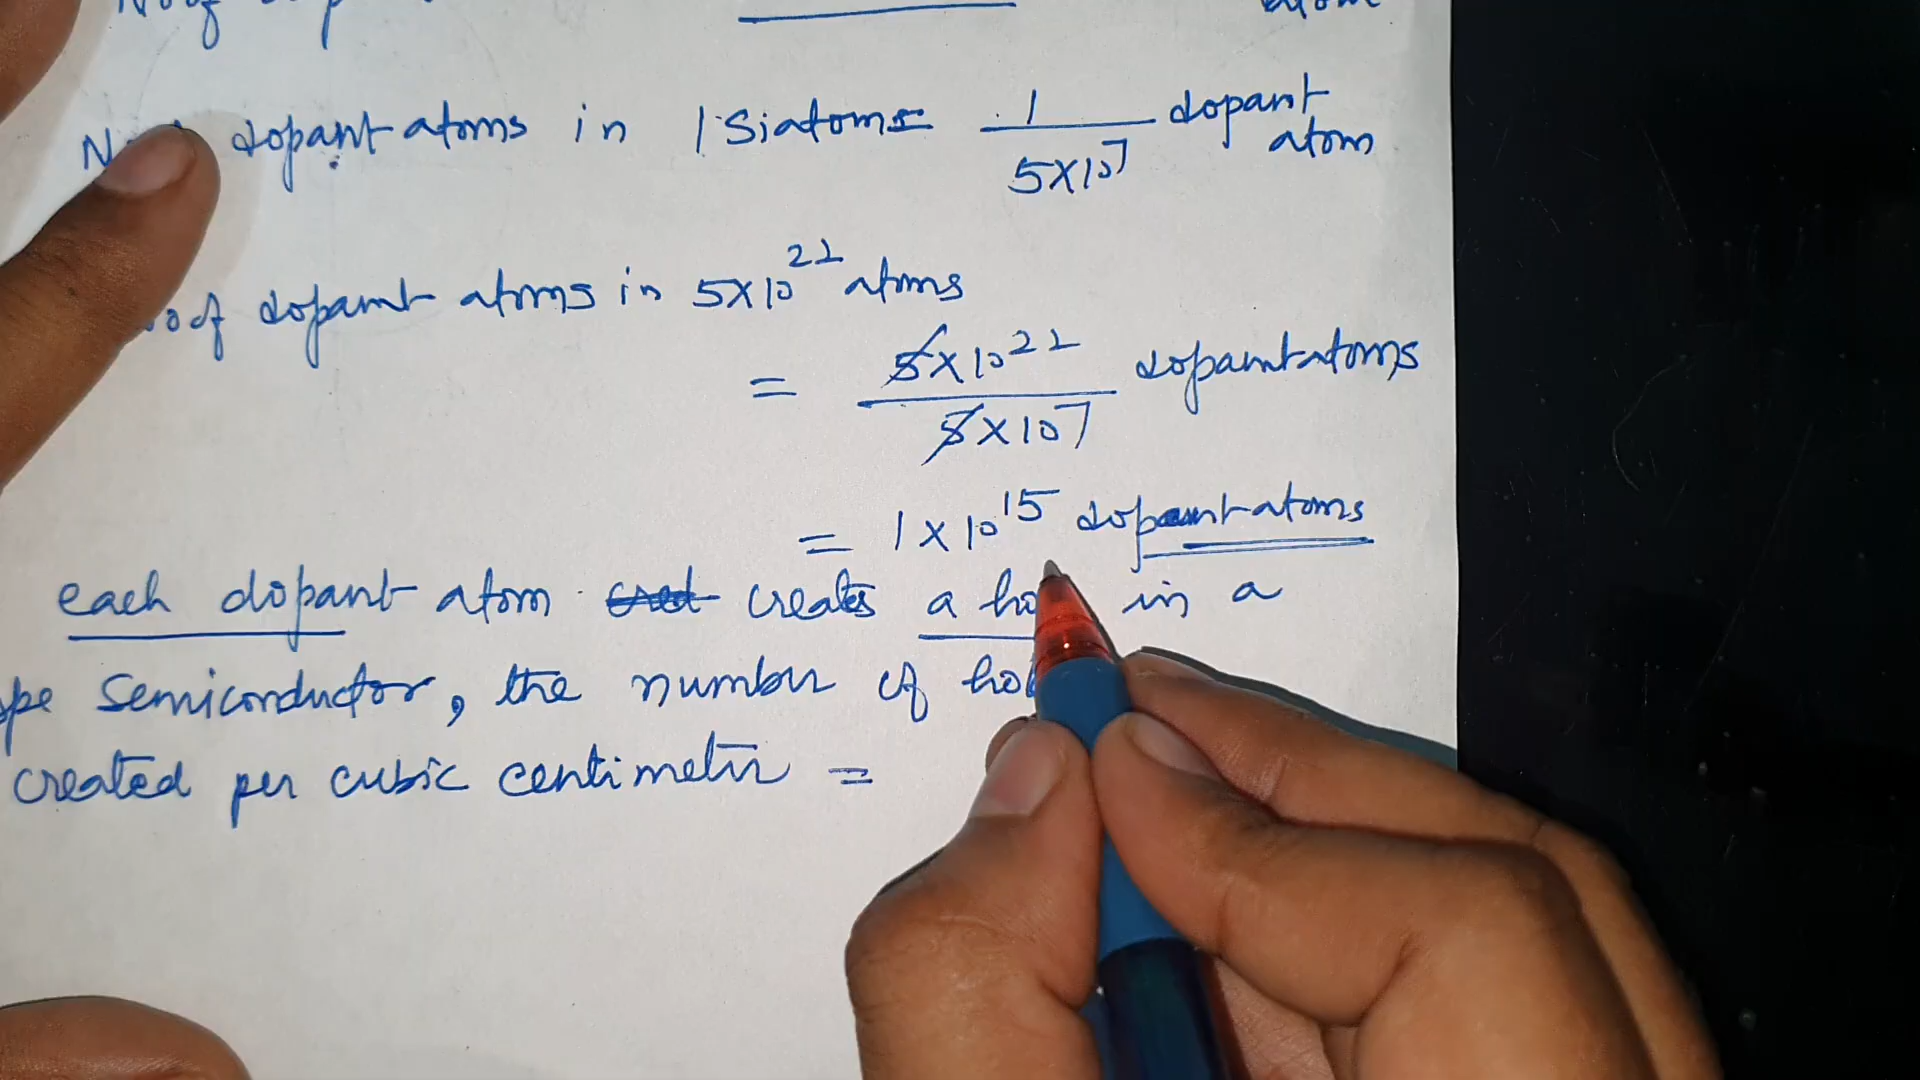 dopant atoms in 1 Si atoms = 1 / 5×10⁷ dopant atom
of dopant atoms in 5×10²² atoms
= 5×10²² / 5×10⁷ dopant atoms
= 1 × 10¹⁵ dopant atoms
each dopant atom creates a in a
semiconductor, the number of
created per cubic centimeter =